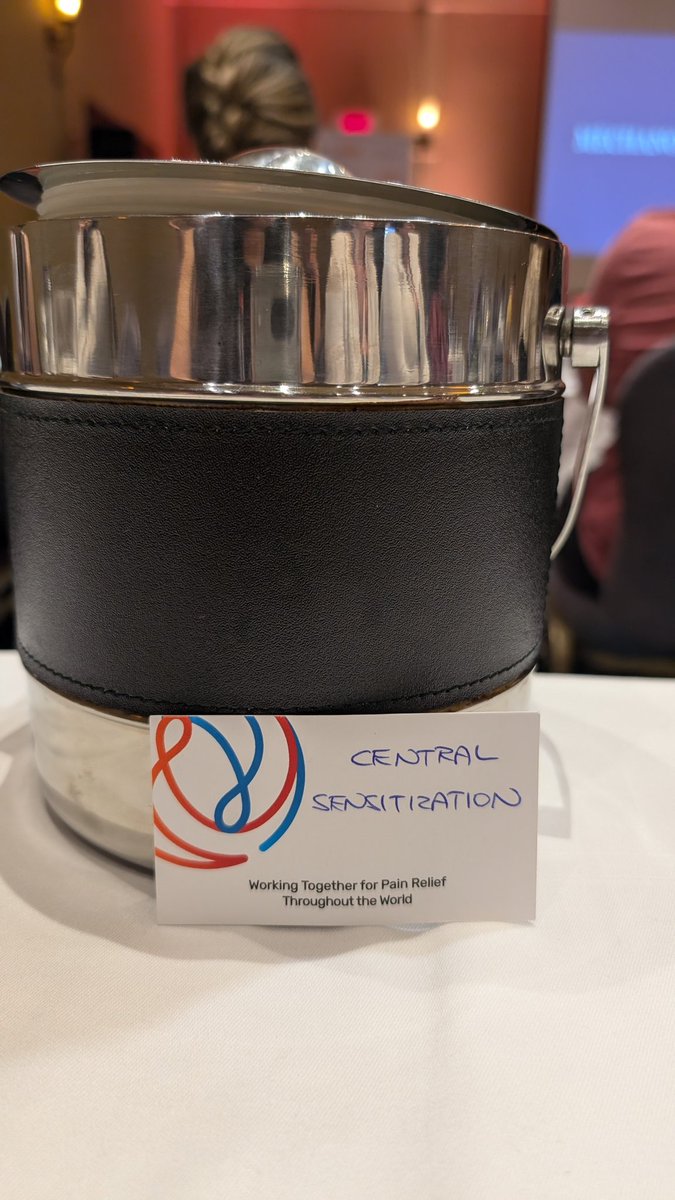 CENTRAL
SENSITIZATION
Working Together for Pain Relief
Throughout the World